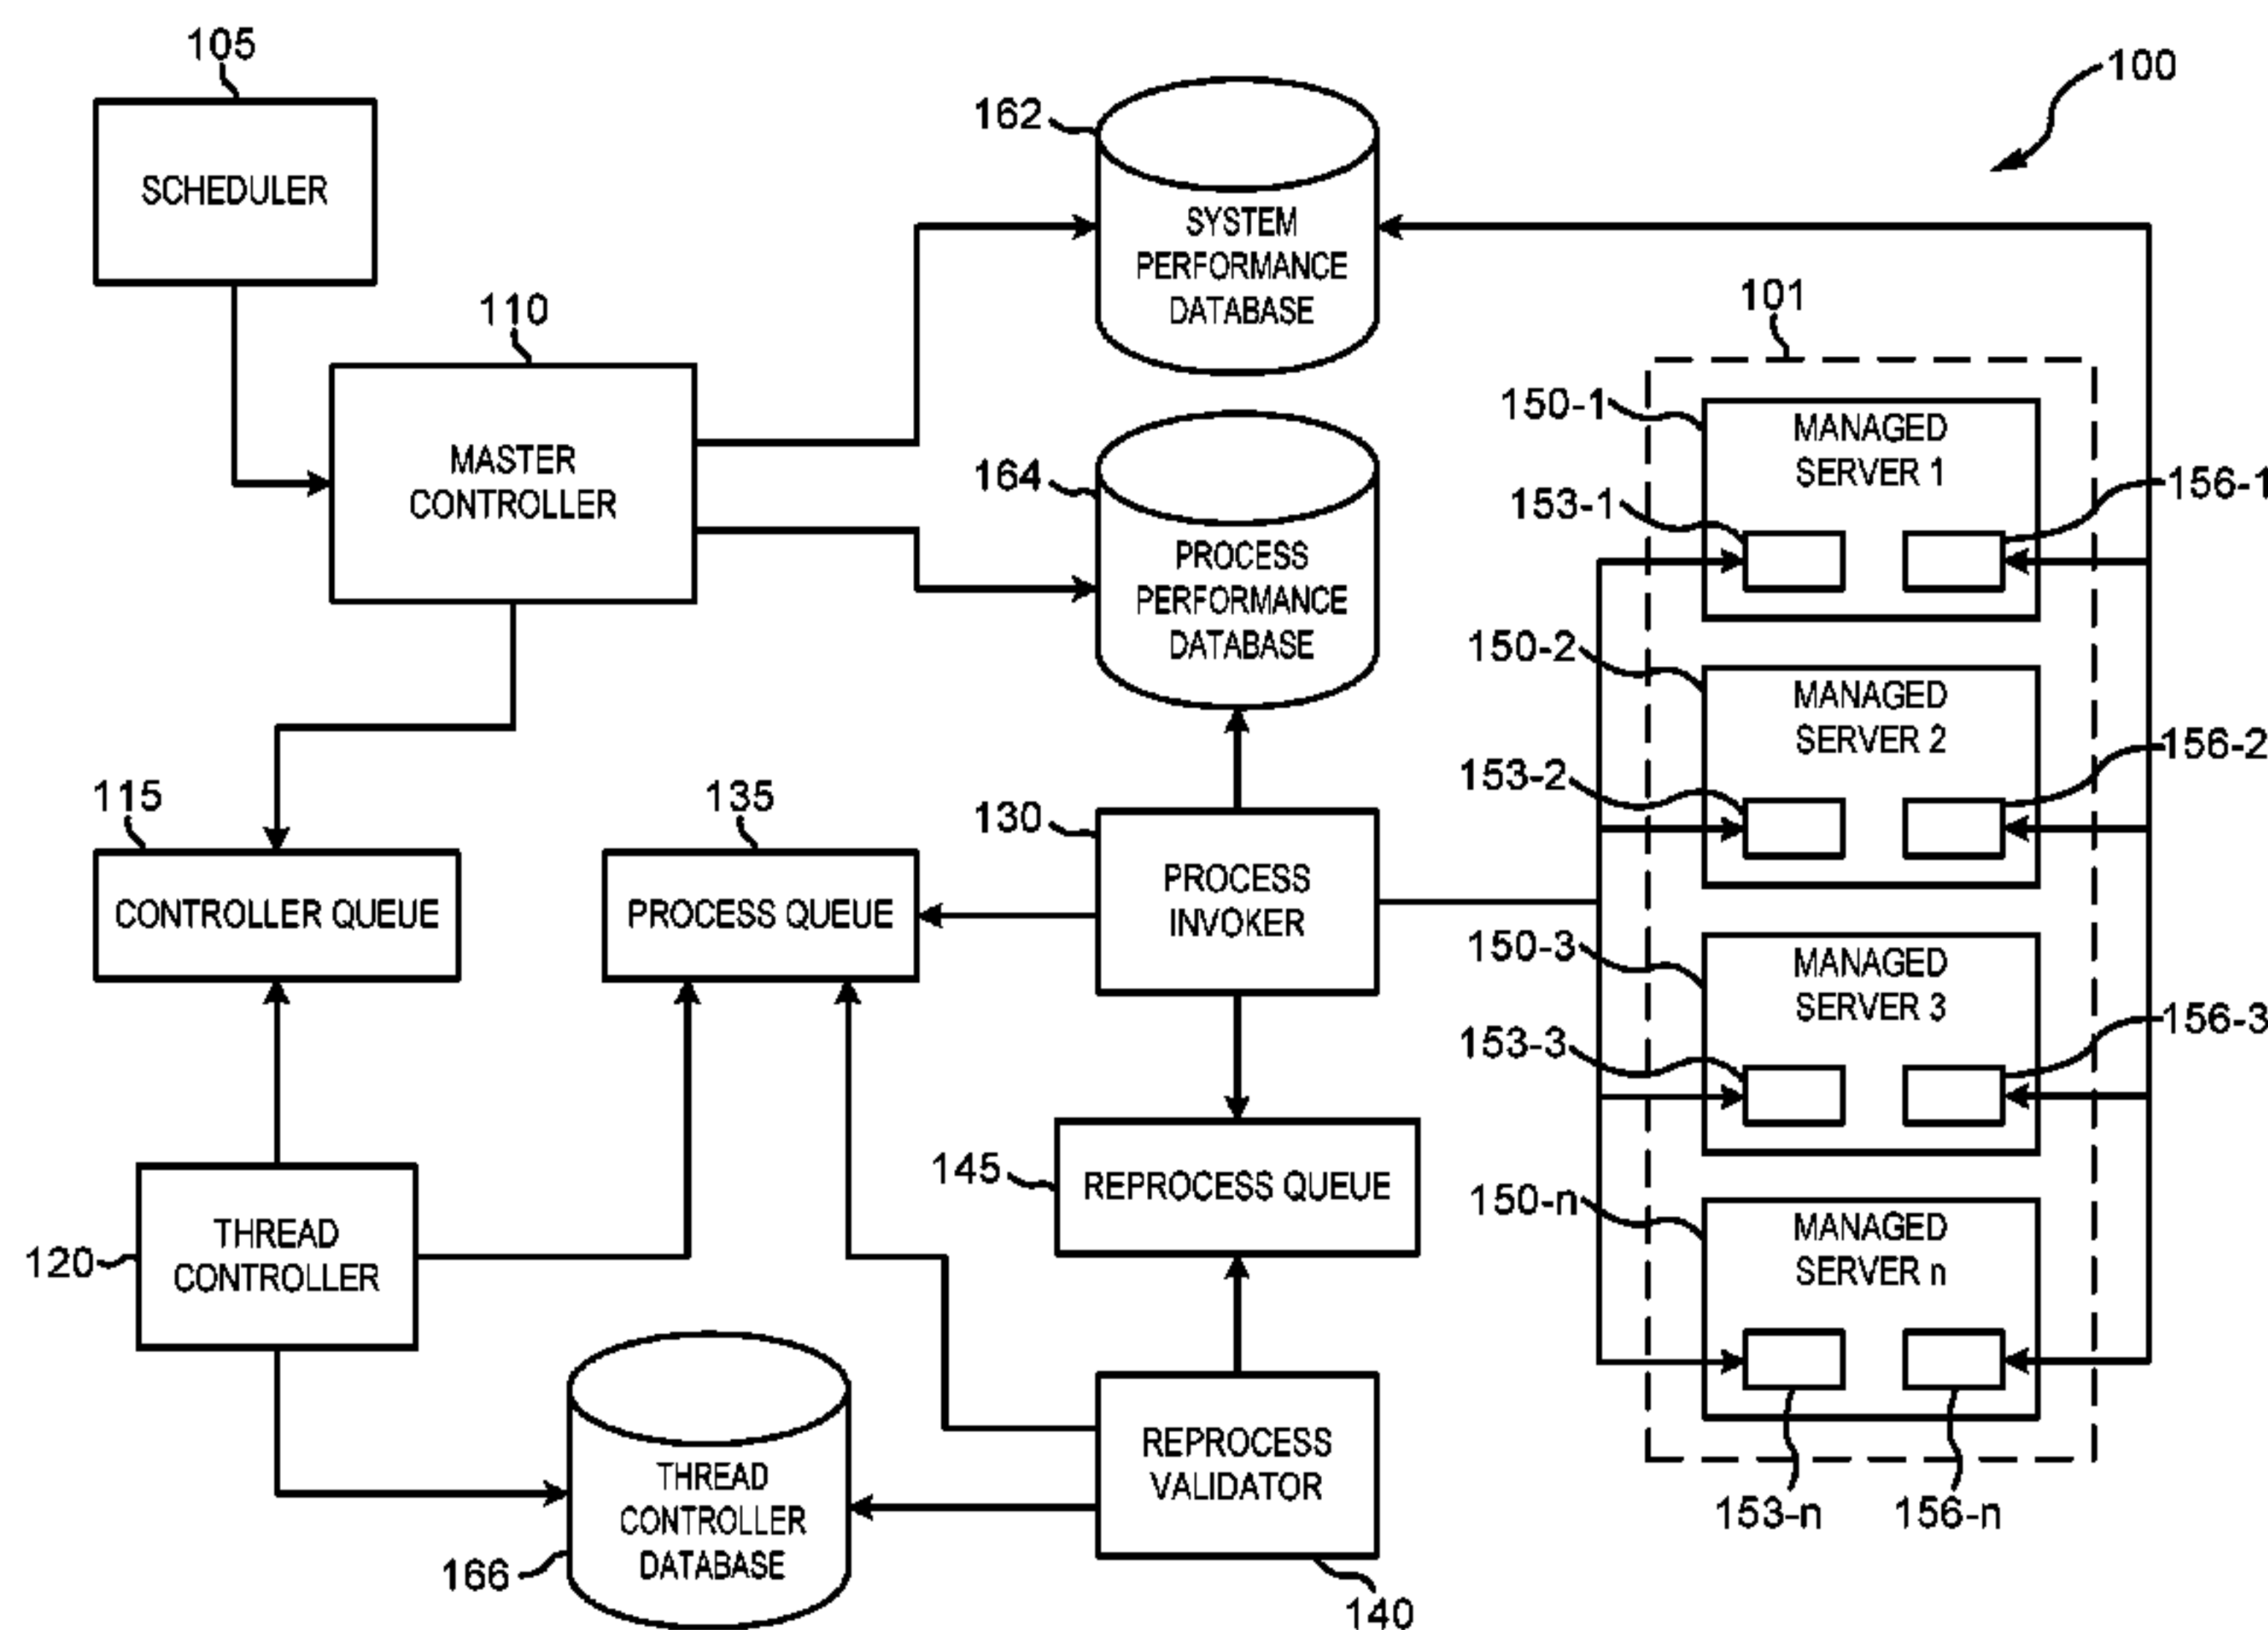 105
SCHEDULER
110
MASTER
CONTROLLER
162
SYSTEM
PERFORMANCE
DATABASE
100
164
PROCESS
PERFORMANCE
DATABASE
101
150-1
MANAGED
SERVER 1
153-1
156-1
150-2
MANAGED
SERVER 2
153-2
156-2
150-3
MANAGED
SERVER 3
153-3
156-3
150-n
MANAGED
SERVER n
153-n
156-n
115
CONTROLLER QUEUE
135
PROCESS QUEUE
130
PROCESS
INVOKER
145
REPROCESS QUEUE
120
THREAD
CONTROLLER
166
THREAD
CONTROLLER
DATABASE
REPROCESS
VALIDATOR
140